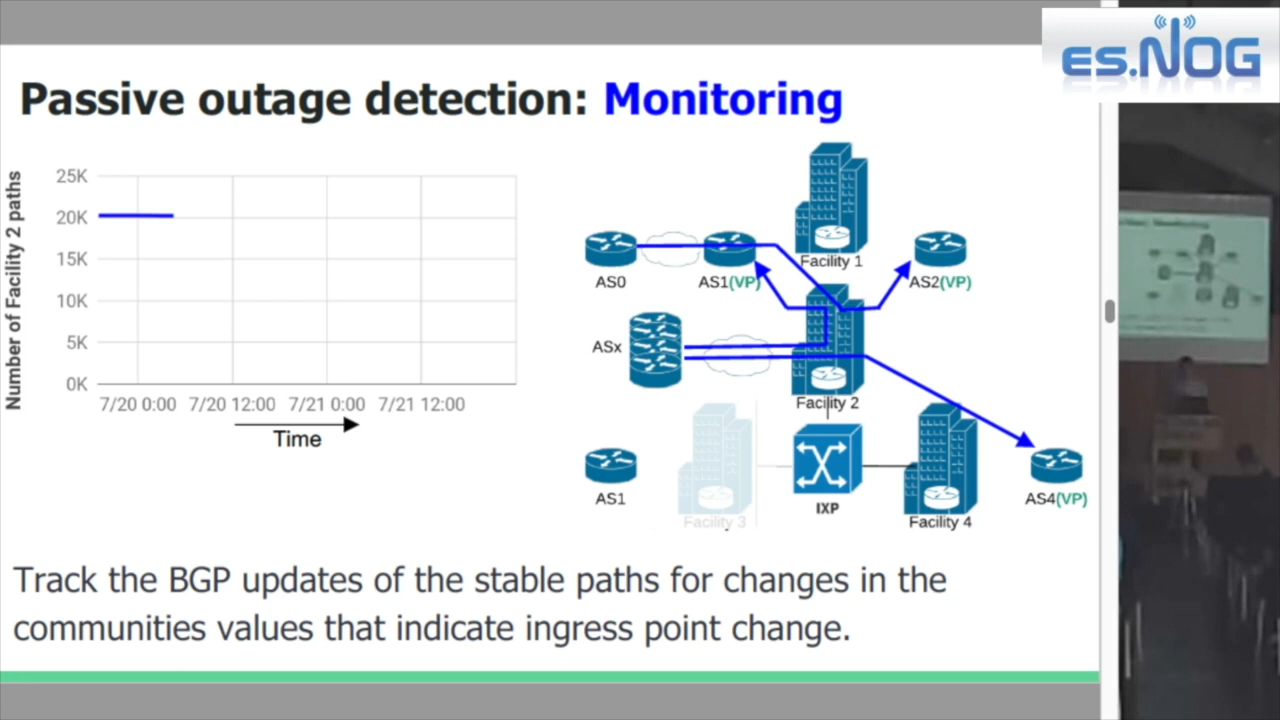 es.NOG
Passive outage detection: Monitoring
Number of Facility 2 paths
25K
20K
15K
10K
5K
0K
7/20 0:00 7/20 12:00 7/21 0:00 7/21 12:00
Time
Facility 1
AS0
AS1(VP)
AS2(VP)
ASx
Facility 2
AS1
Facility 3
IXP
Facility 4
AS4(VP)
Track the BGP updates of the stable paths for changes in the
communities values that indicate ingress point change.